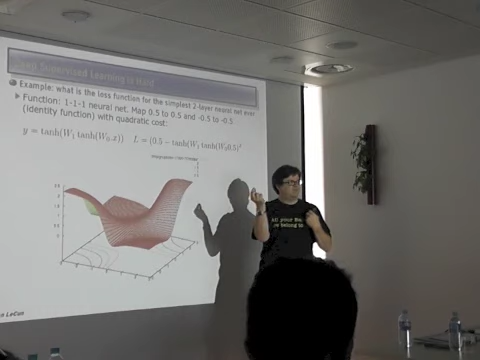 Supervised Learning is Hard
Example: what is the loss function for the simplest 2-layer neural net ever
Function: 1-1-1 neural net. Map 0.5 to 0.5 and -0.5 to -0.5
(identity function) with quadratic cost:
y = tanh(W₁ tanh(W₀.x))   L = (0.5 − tanh(W₁ tanh(W₀0.5)))²
All your Ba
are belong to
LeCun